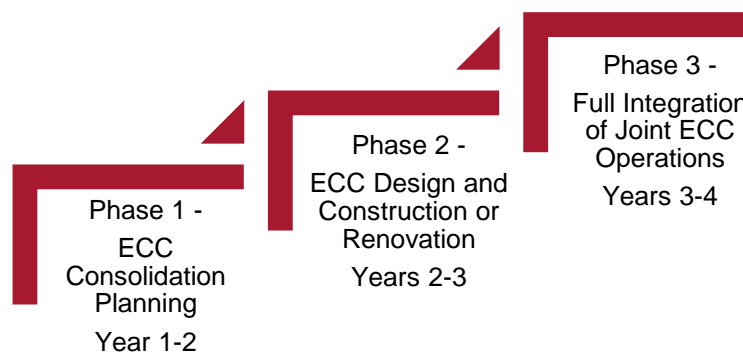 Phase 1 -
ECC
Consolidation
Planning
Year 1-2
Phase 2 -
ECC Design and
Construction or
Renovation
Years 2-3
Phase 3 -
Full Integration
of Joint ECC
Operations
Years 3-4